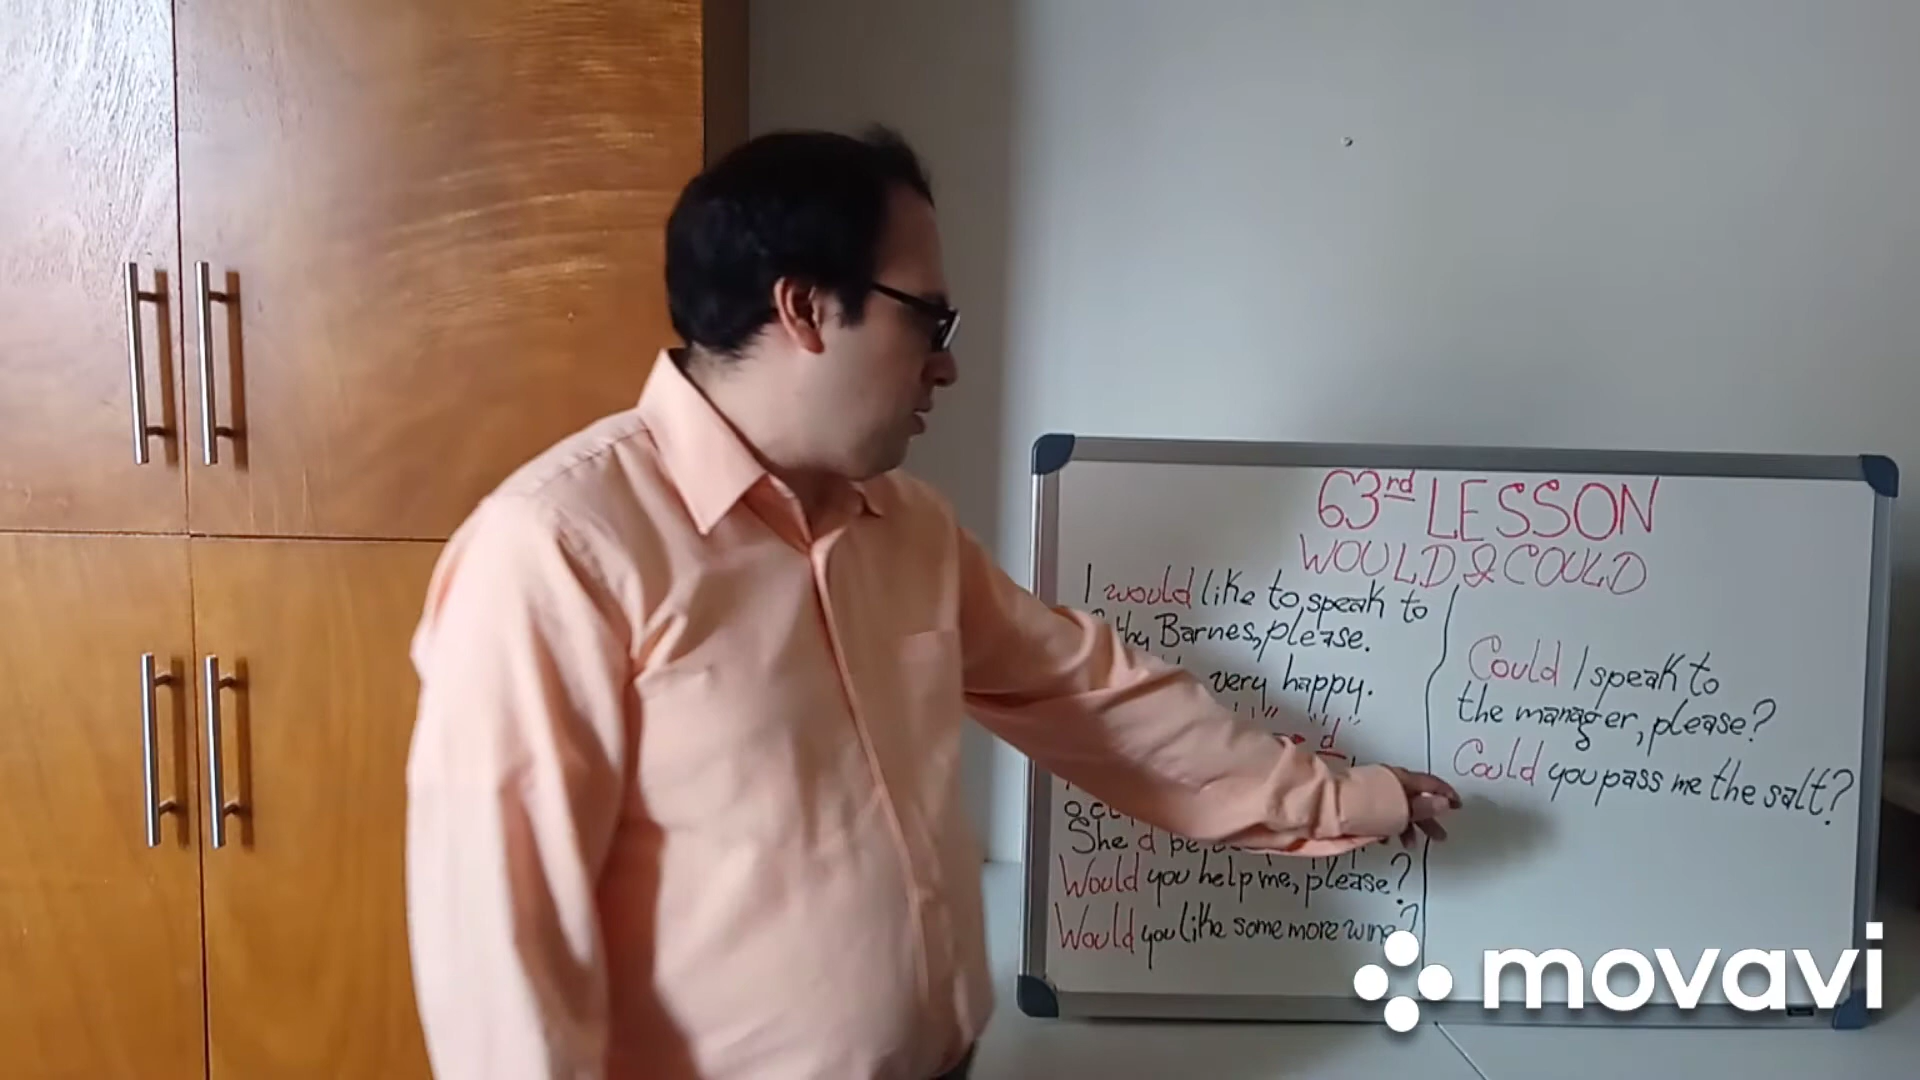 63rd LESSON
WOULD & COULD
I would like to speak to
Barnes, please.
very happy.
d
She'd be
Would you help me, please?
Would you like some more wine?
Could I speak to
the manager, please?
Could you pass me the salt?
movavi